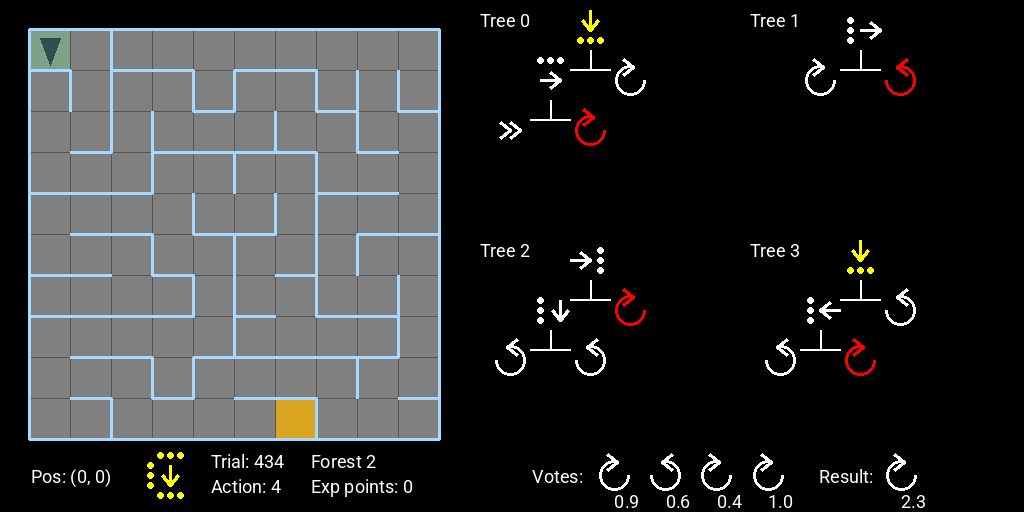 Tree 0
Tree 1
Tree 2
Tree 3
Pos: (0, 0)
Trial: 434
Forest 2
Action: 4
Exp points: 0
Votes:
0.9
0.6
0.4
1.0
Result:
2.3